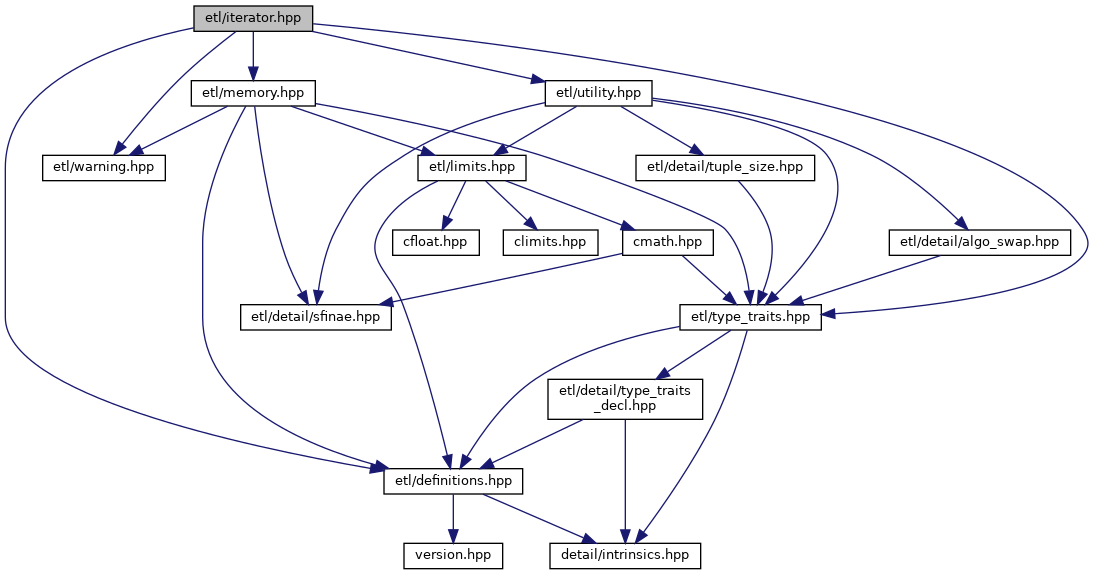 etl/iterator.hpp
etl/memory.hpp
etl/utility.hpp
etl/warning.hpp
etl/limits.hpp
etl/detail/tuple_size.hpp
cfloat.hpp
climits.hpp
cmath.hpp
etl/detail/algo_swap.hpp
etl/detail/sfinae.hpp
etl/type_traits.hpp
etl/detail/type_traits
_decl.hpp
etl/definitions.hpp
version.hpp
detail/intrinsics.hpp